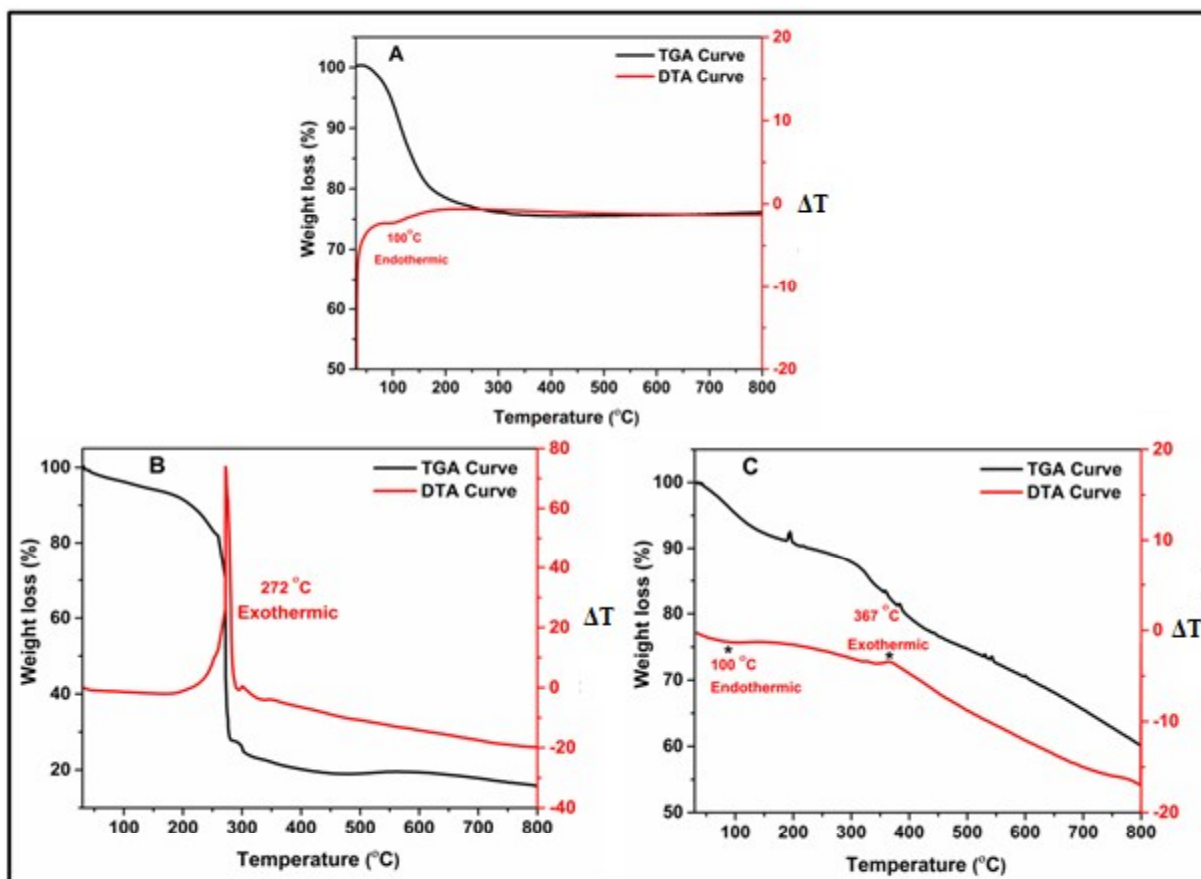 A
TGA Curve
DTA Curve
Weight loss (%)
100
90
80
70
60
50
20
10
0
-10
-20
ΔT
100°C
Endothermic
100 200 300 400 500 600 700 800
Temperature (°C)
B
TGA Curve
DTA Curve
Weight loss (%)
100
80
60
40
20
80
60
40
20
0
-20
-40
ΔT
272 °C
Exothermic
100 200 300 400 500 600 700 800
Temperature (°C)
C
TGA Curve
DTA Curve
Weight loss (%)
100
90
80
70
60
50
20
10
0
-10
-20
ΔT
367 °C
Exothermic
*
*
100 °C
Endothermic
100 200 300 400 500 600 700 800
Temperature (°C)